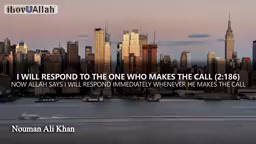 iLovUAllah
I WILL RESPOND TO THE ONE WHO MAKES THE CALL (2:186)
NOW ALLAH SAYS I WILL RESPOND IMMEDIATELY WHENEVER HE MAKES THE CALL
Nouman Ali Khan